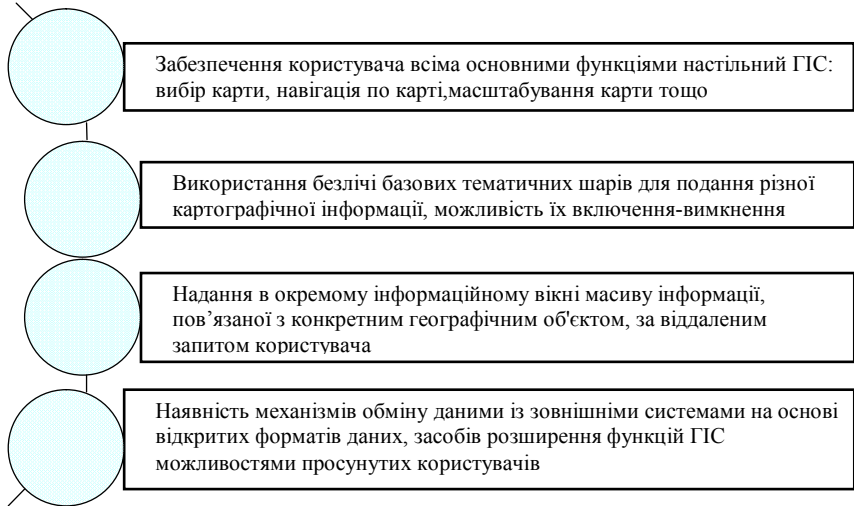 Забезпечення користувача всіма основними функціями настільний ГІС:
вибір карти, навігація по карті,масштабування карти тощо
Використання безлічі базових тематичних шарів для подання різної
картографічної інформації, можливість їх включення-вимкнення
Надання в окремому інформаційному вікні масиву інформації,
пов’язаної з конкретним географічним об'єктом, за віддаленим
запитом користувача
Наявність механізмів обміну даними із зовнішніми системами на основі
відкритих форматів даних, засобів розширення функцій ГІС
можливостями просунутих користувачів